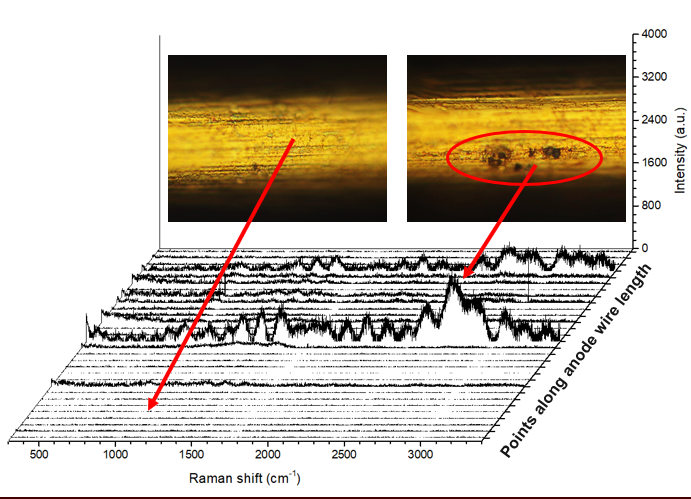 4000
3200
2400
1600
800
0
Intensity (a.u.)
Points along anode wire length
500 1000 1500 2000 2500 3000
Raman shift (cm⁻¹)